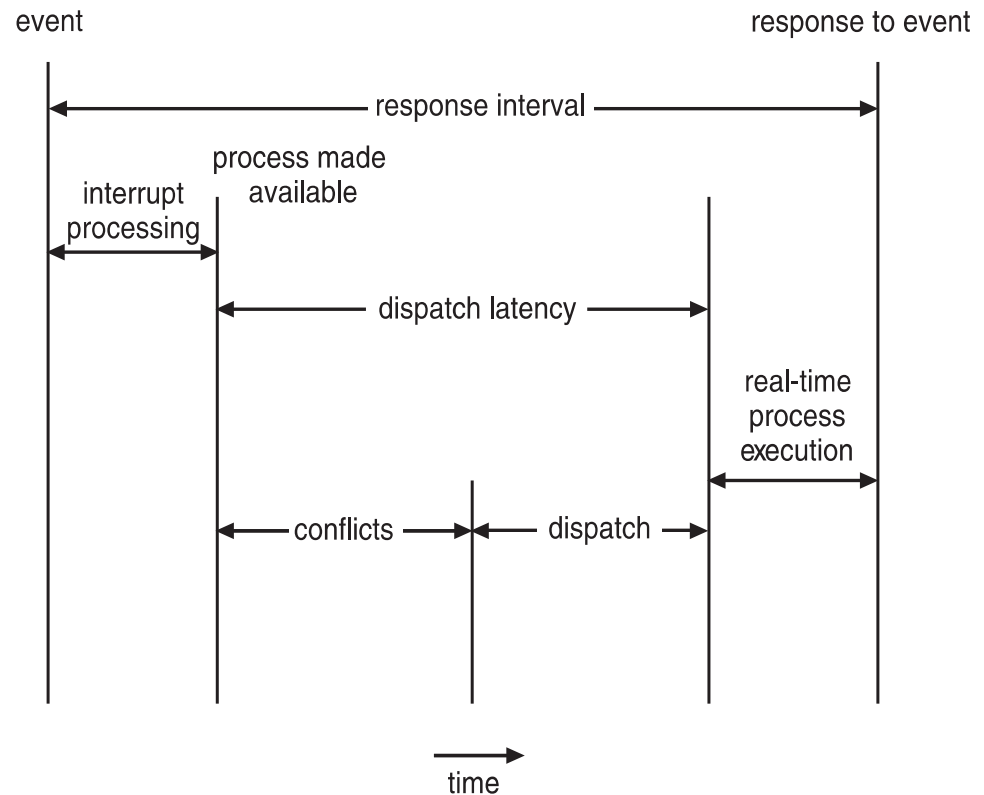 event
response to event
response interval
process made
available
interrupt
processing
dispatch latency
real-time
process
execution
conflicts
dispatch
time